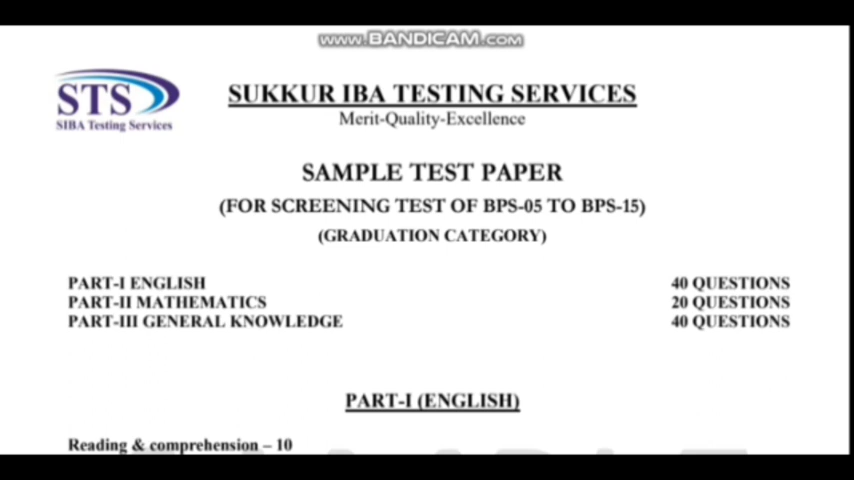 www.BANDICAM.com
STS
SIBA Testing Services
SUKKUR IBA TESTING SERVICES
Merit-Quality-Excellence
SAMPLE TEST PAPER
(FOR SCREENING TEST OF BPS-05 TO BPS-15)
(GRADUATION CATEGORY)
PART-I ENGLISH 40 QUESTIONS
PART-II MATHEMATICS 20 QUESTIONS
PART-III GENERAL KNOWLEDGE 40 QUESTIONS
PART-I (ENGLISH)
Reading & comprehension – 10